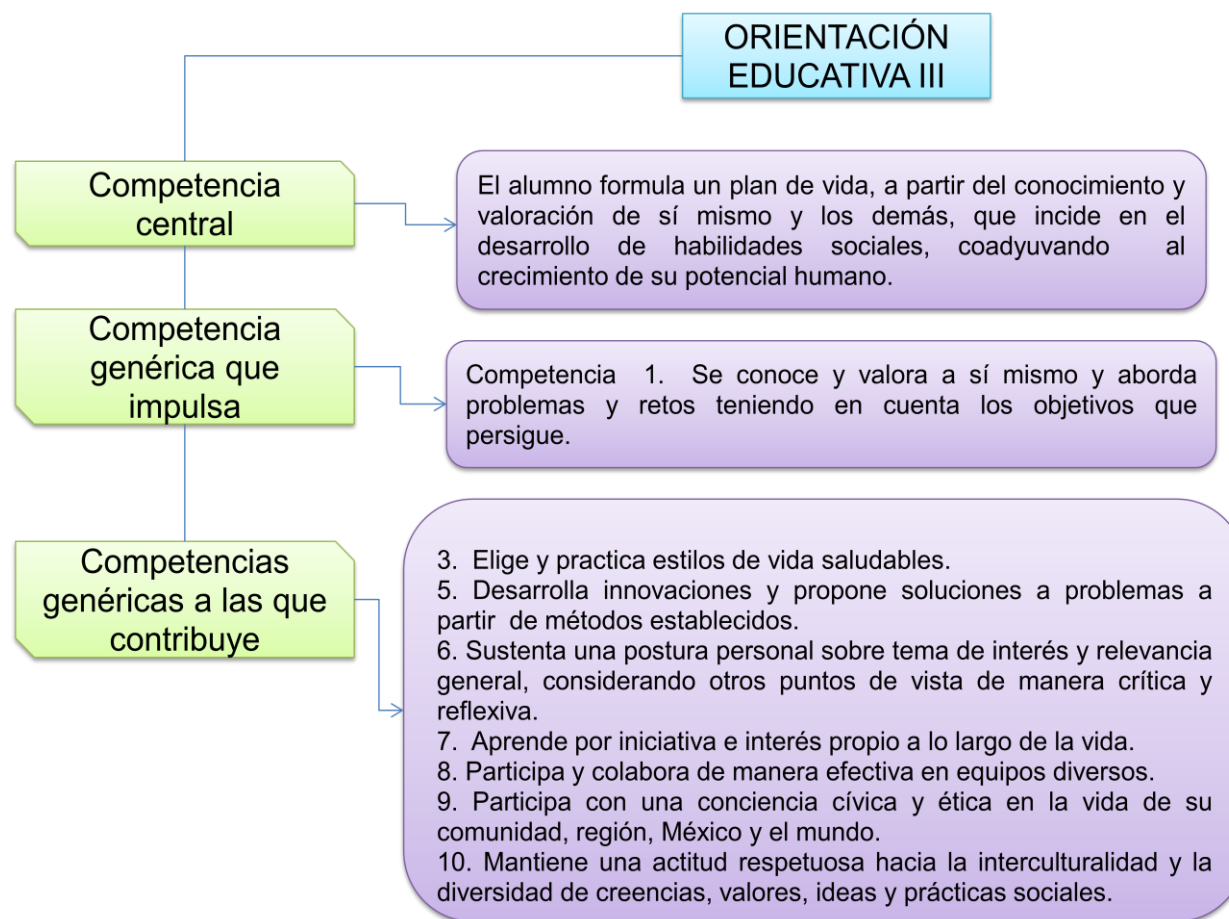 ORIENTACIÓN
EDUCATIVA III
Competencia
central
El alumno formula un plan de vida, a partir del conocimiento y
valoración de sí mismo y los demás, que incide en el
desarrollo de habilidades sociales, coadyuvando al
crecimiento de su potencial humano.
Competencia
genérica que
impulsa
Competencia 1. Se conoce y valora a sí mismo y aborda
problemas y retos teniendo en cuenta los objetivos que
persigue.
Competencias
genéricas a las que
contribuye
3. Elige y practica estilos de vida saludables.
5. Desarrolla innovaciones y propone soluciones a problemas a
partir de métodos establecidos.
6. Sustenta una postura personal sobre tema de interés y relevancia
general, considerando otros puntos de vista de manera crítica y
reflexiva.
7. Aprende por iniciativa e interés propio a lo largo de la vida.
8. Participa y colabora de manera efectiva en equipos diversos.
9. Participa con una conciencia cívica y ética en la vida de su
comunidad, región, México y el mundo.
10. Mantiene una actitud respetuosa hacia la interculturalidad y la
diversidad de creencias, valores, ideas y prácticas sociales.